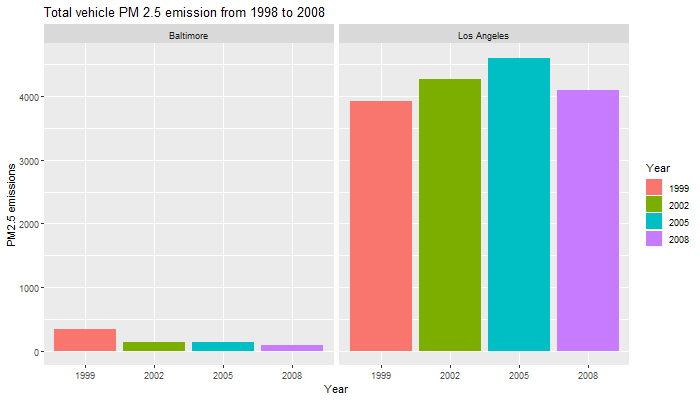 Total vehicle PM 2.5 emission from 1998 to 2008
Baltimore
Los Angeles
PM2.5 emissions
4000
3000
2000
1000
0
1999
2002
2005
2008
1999
2002
2005
2008
Year
Year
1999
2002
2005
2008